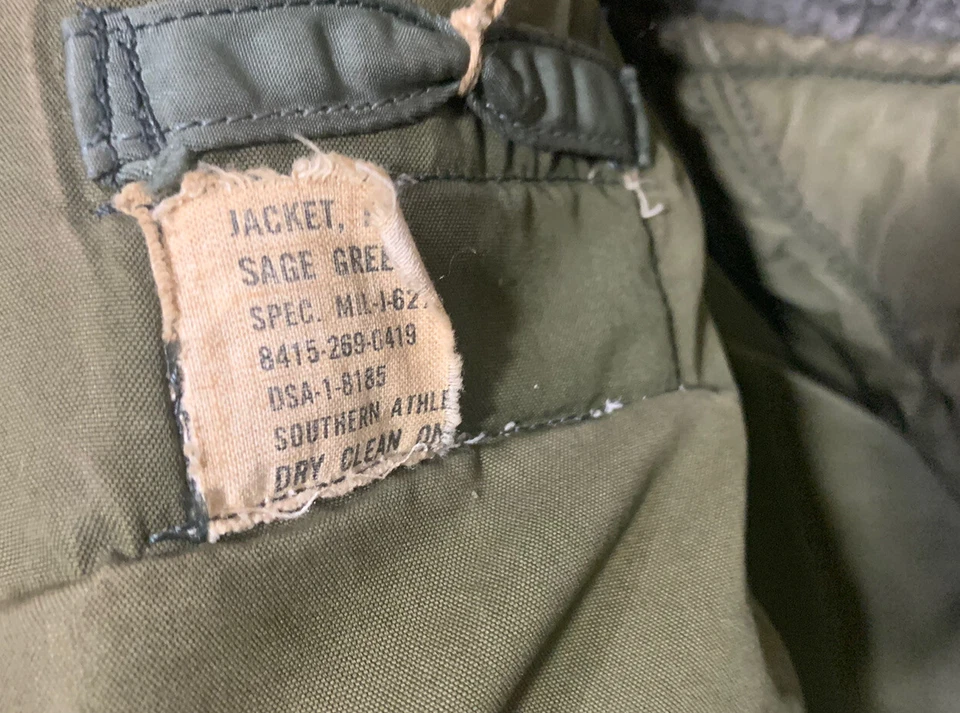 JACKET,
SAGE GREE
SPEC. MIL-J-62
8415-269-0419
DSA-1-8185
SOUTHERN ATHLE
DRY CLEAN ON